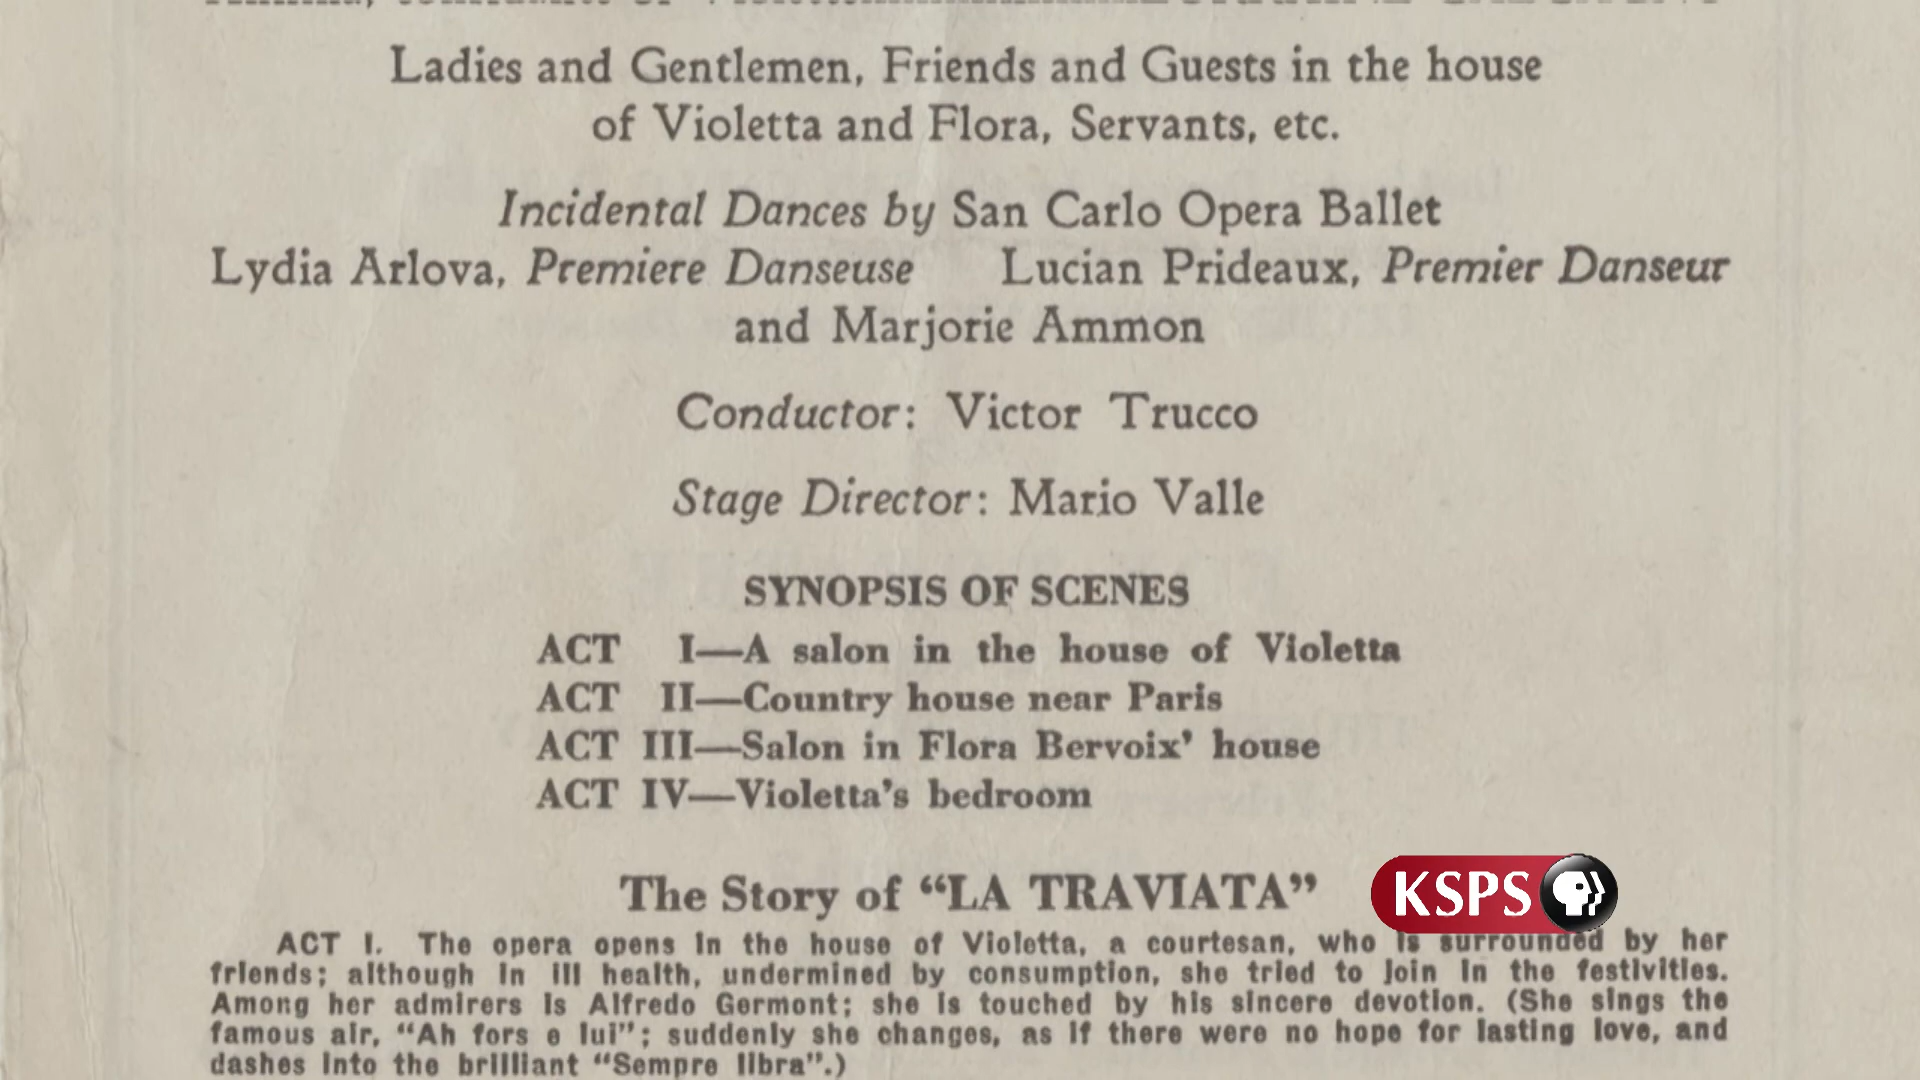 Ladies and Gentlemen, Friends and Guests in the house
of Violetta and Flora, Servants, etc.
Incidental Dances by San Carlo Opera Ballet
Lydia Arlova, Premiere Danseuse Lucian Prideaux, Premier Danseur
and Marjorie Ammon
Conductor: Victor Trucco
Stage Director: Mario Valle
SYNOPSIS OF SCENES
ACT I—A salon in the house of Violetta
ACT II—Country house near Paris
ACT III—Salon in Flora Bervoix' house
ACT IV—Violetta's bedroom
The Story of "LA TRAVIATA"
KSPS
ACT I. The opera opens in the house of Violetta, a courtesan, who is surrounded by her
friends; although in ill health, undermined by consumption, she tried to join in the festivities.
Among her admirers is Alfredo Germont; she is touched by his sincere devotion. (She sings the
famous air, "Ah fors e lui"; suddenly she changes, as if there were no hope for lasting love, and
dashes into the brilliant "Sempre libra".)